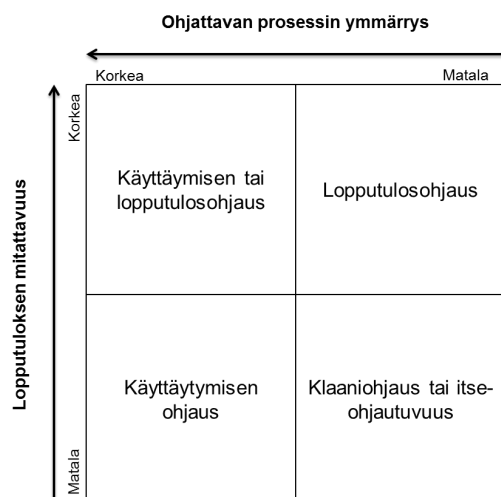 Ohjattavan prosessin ymmärrys
Korkea
Matala
Lopputuloksen mitattavuus
Korkea
Matala
Käyttäymisen tai
lopputulosohjaus
Lopputulosohjaus
Käyttäytymisen
ohjaus
Klaaniohjaus tai itse-
ohjautuvuus